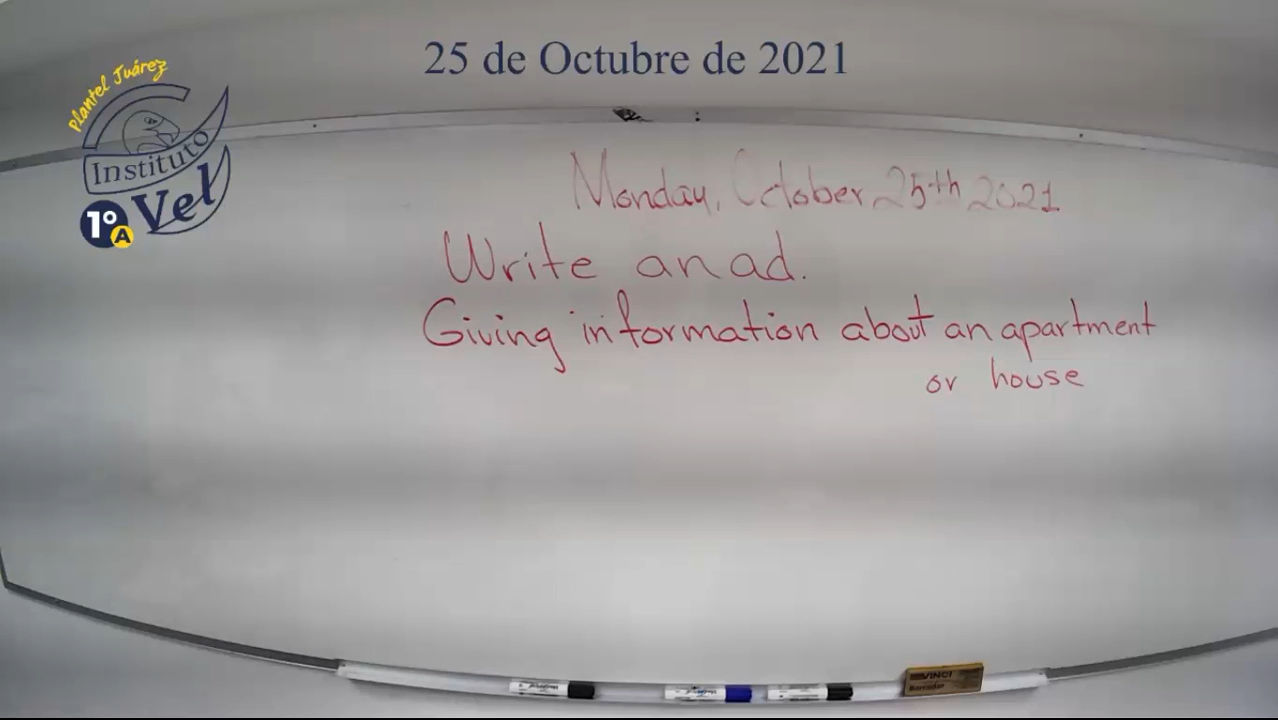 25 de Octubre de 2021
Plantel Juárez
Instituto
Vel
1º
A
Monday, October 25th 2021
Write an ad.
Giving information about an apartment
or house
VINCI
Borrador